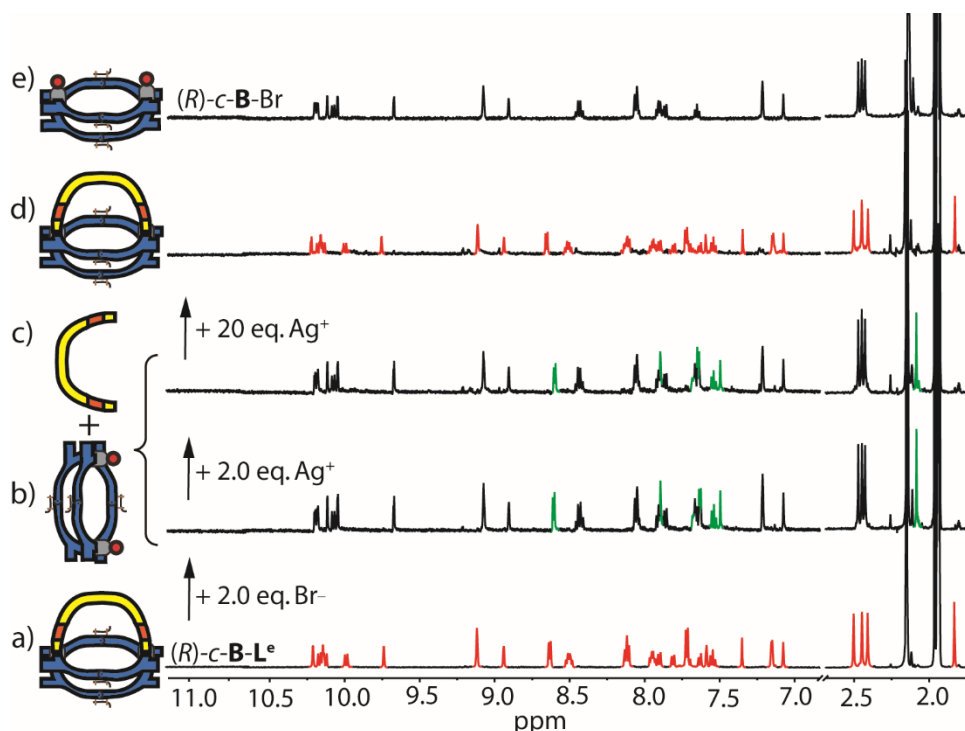 e)
(R)-c-B-Br
d)
c)
+ 20 eq. Ag⁺
+
+ 2.0 eq. Ag⁺
b)
+ 2.0 eq. Br⁻
a)
(R)-c-B-Lᵉ
11.0 10.5 10.0 9.5 9.0 8.5 8.0 7.5 7.0 2.5 2.0
ppm